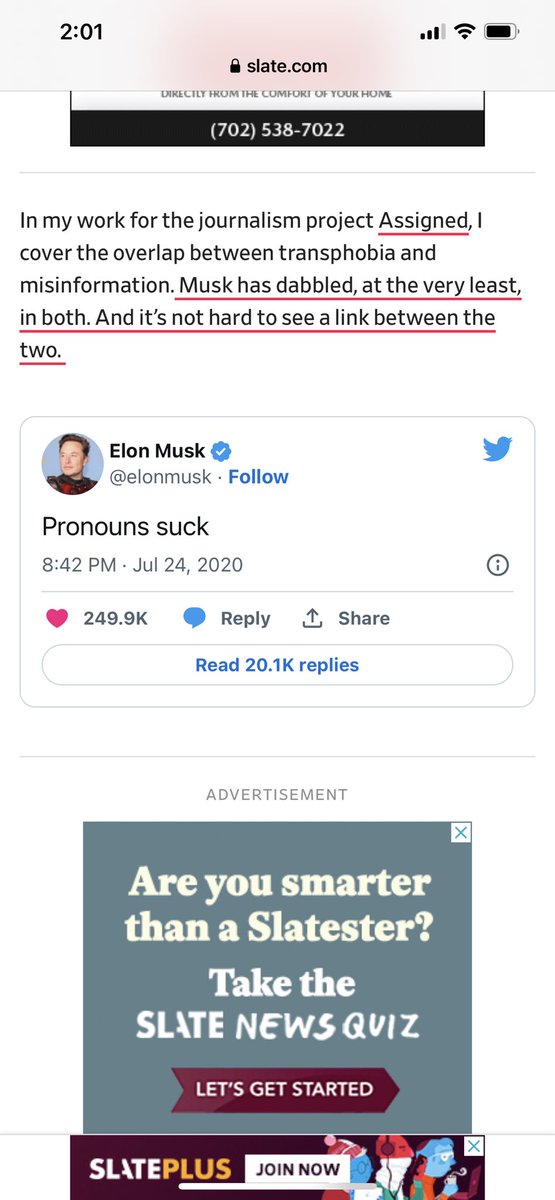 2:01
slate.com
DIRECTLY FROM THE COMFORT OF YOUR HOME
(702) 538-7022
In my work for the journalism project Assigned, I
cover the overlap between transphobia and
misinformation. Musk has dabbled, at the very least,
in both. And it’s not hard to see a link between the
two.
Elon Musk
@elonmusk · Follow
Pronouns suck
8:42 PM · Jul 24, 2020
249.9K Reply Share
Read 20.1K replies
ADVERTISEMENT
Are you smarter
than a Slatester?
Take the
SLATE NEWS QUIZ
LET'S GET STARTED
SLATEPLUS JOIN NOW